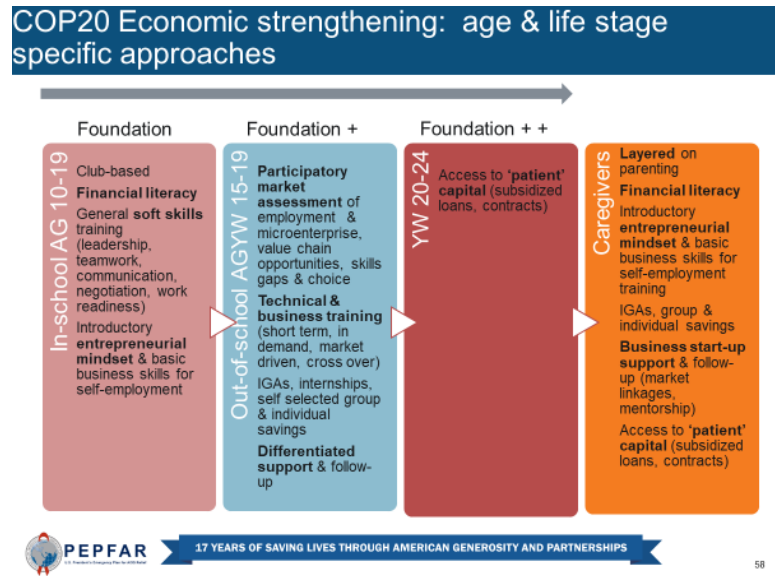 COP20 Economic strengthening:  age & life stage
specific approaches
Foundation
Foundation +
Foundation + +
In-school AG 10-19
Club-based
Financial literacy
General soft skills
training
(leadership,
teamwork,
communication,
negotiation, work
readiness)
Introductory
entrepreneurial
mindset & basic
business skills for
self-employment
Out-of-school AGYW 15-19
Participatory
market
assessment of
employment  &
microenterprise,
value chain
opportunities, skills
gaps & choice
Technical &
business training
(short term, in
demand, market
driven, cross over)
IGAs, internships,
self selected group
& individual
savings
Differentiated
support & follow-
up
YW 20-24
Access to ‘patient’
capital (subsidized
loans, contracts)
Caregivers
Layered on
parenting
Financial literacy
Introductory
entrepreneurial
mindset & basic
business skills for
self-employment
training
IGAs, group &
individual savings
Business start-up
support & follow-
up (market
linkages,
mentorship)
Access to ‘patient’
capital (subsidized
loans, contracts)
PEPFAR
U.S. President's Emergency Plan for AIDS Relief
17 YEARS OF SAVING LIVES THROUGH AMERICAN GENEROSITY AND PARTNERSHIPS
58